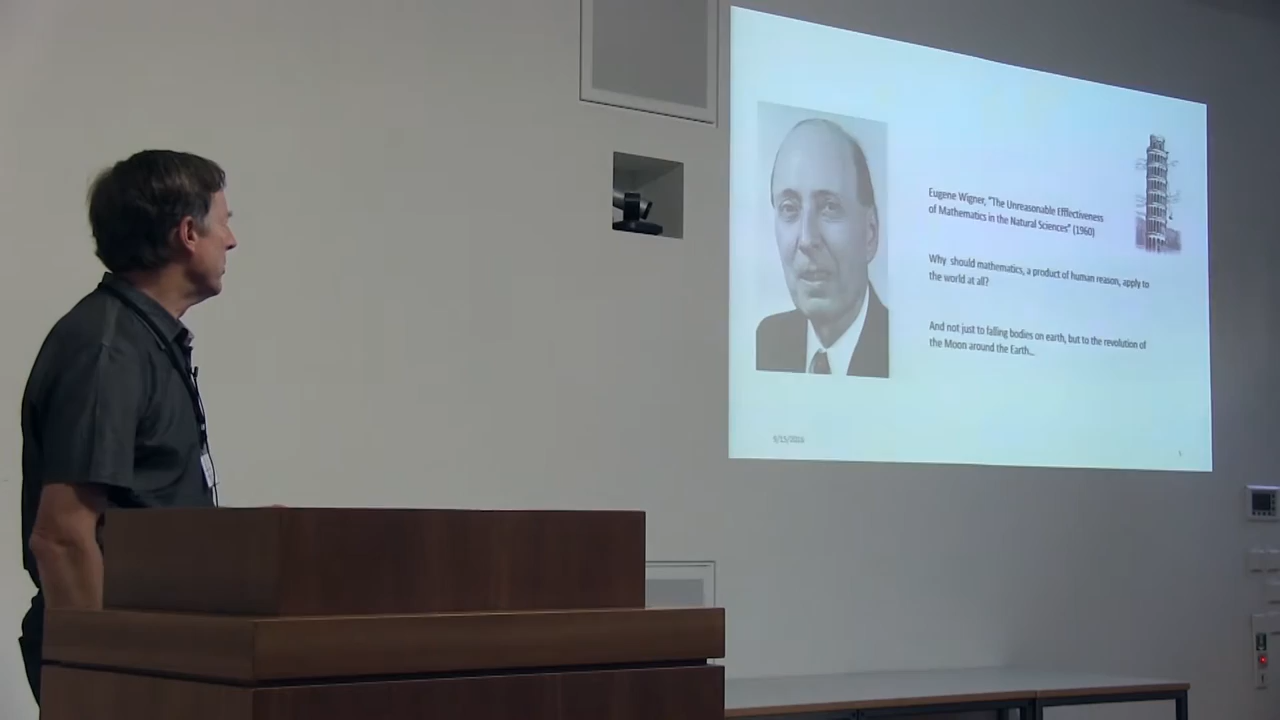 Eugene Wigner, "The Unreasonable Efffectiveness
of Mathematics in the Natural Sciences" (1960)
Why should mathematics, a product of human reason, apply to
the world at all?
And not just to falling bodies on earth, but to the revolution of
the Moon around the Earth...